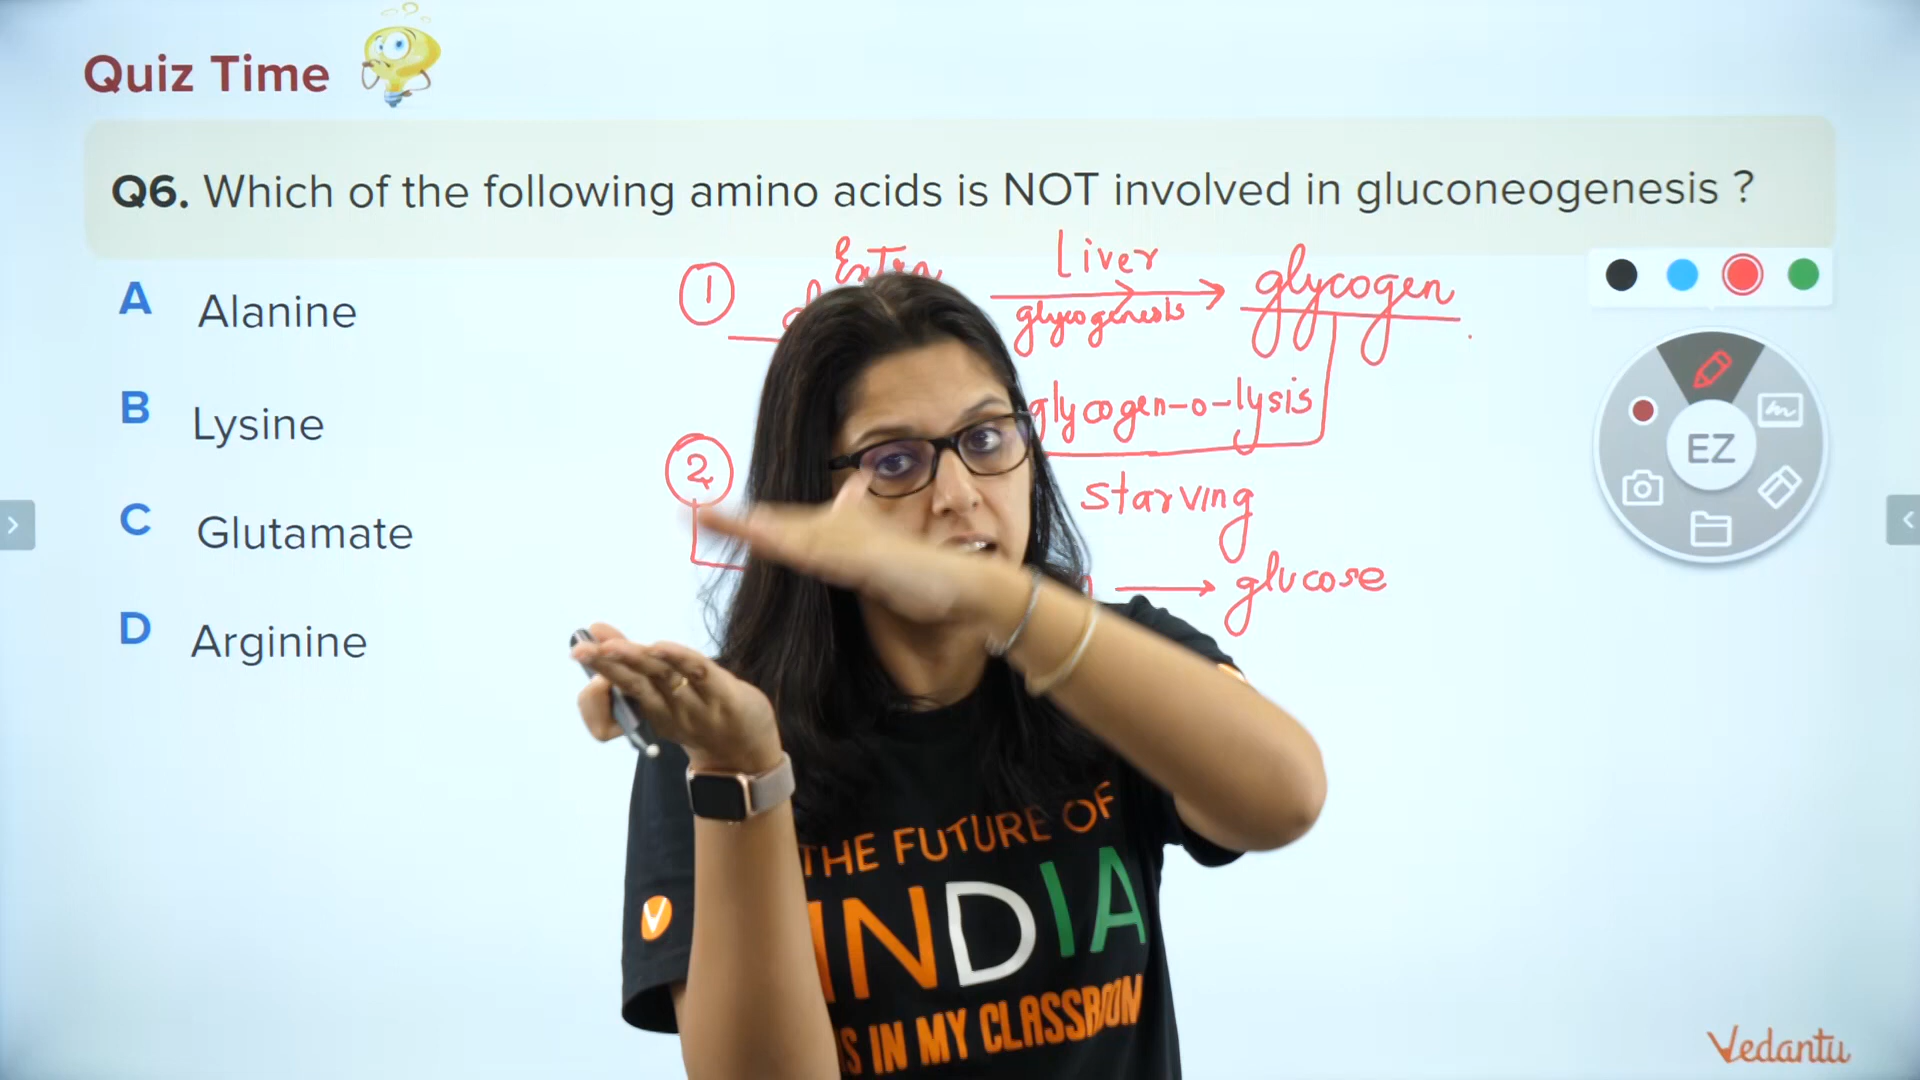 Quiz Time
Q6. Which of the following amino acids is NOT involved in gluconeogenesis ?
A Alanine
B Lysine
C Glutamate
D Arginine
1 Extra Liver
glycogenesis glycogen
glycogen-o-lysis
2 starving
glucose
EZ
THE FUTURE OF
INDIA
IS IN MY CLASSROOM
V
Vedantu